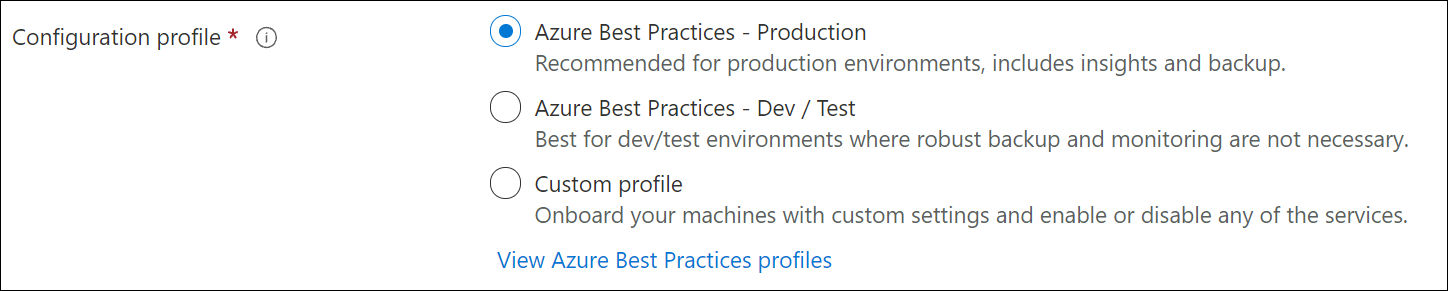 Configuration profile *
Azure Best Practices - Production
Recommended for production environments, includes insights and backup.
Azure Best Practices - Dev / Test
Best for dev/test environments where robust backup and monitoring are not necessary.
Custom profile
Onboard your machines with custom settings and enable or disable any of the services.
View Azure Best Practices profiles